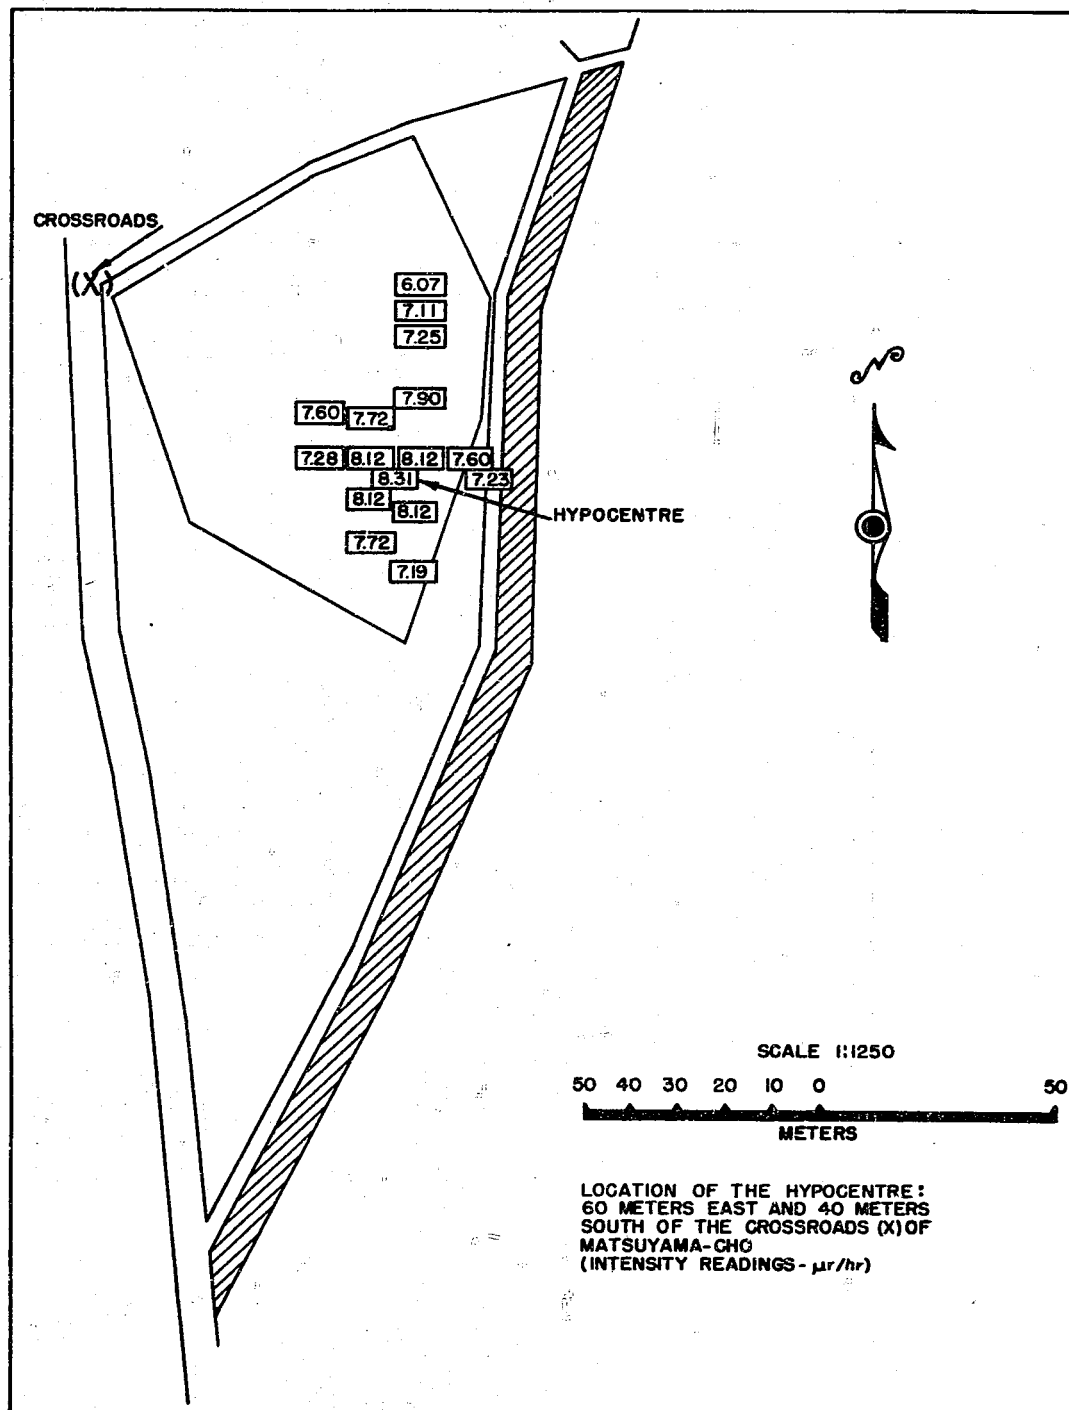 CROSSROADS
(X)
6.07
7.11
7.25
7.90
7.60 7.72
7.28 8.12 8.12 7.60
8.31 7.23
8.12
8.12
HYPOCENTRE
7.72
7.19
N
SCALE 1:1250
50 40 30 20 10 0 50
METERS
LOCATION OF THE HYPOCENTRE:
60 METERS EAST AND 40 METERS
SOUTH OF THE CROSSROADS (X) OF
MATSUYAMA-CHO
(INTENSITY READINGS - µr/hr)